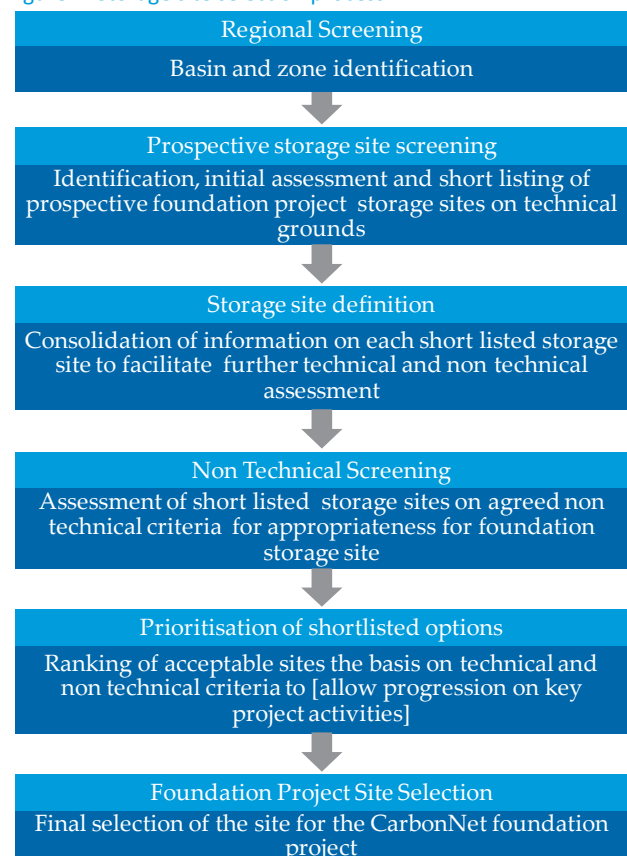 Regional Screening
Basin and zone identification
Prospective storage site screening
Identification, initial assessment and short listing of
prospective foundation project storage sites on technical
grounds
Storage site definition
Consolidation of information on each short listed storage
site to facilitate further technical and non technical
assessment
Non Technical Screening
Assessment of short listed storage sites on agreed non
technical criteria for appropriateness for foundation
storage site
Prioritisation of shortlisted options
Ranking of acceptable sites the basis on technical and
non technical criteria to [allow progression on key
project activities]
Foundation Project Site Selection
Final selection of the site for the CarbonNet foundation
project